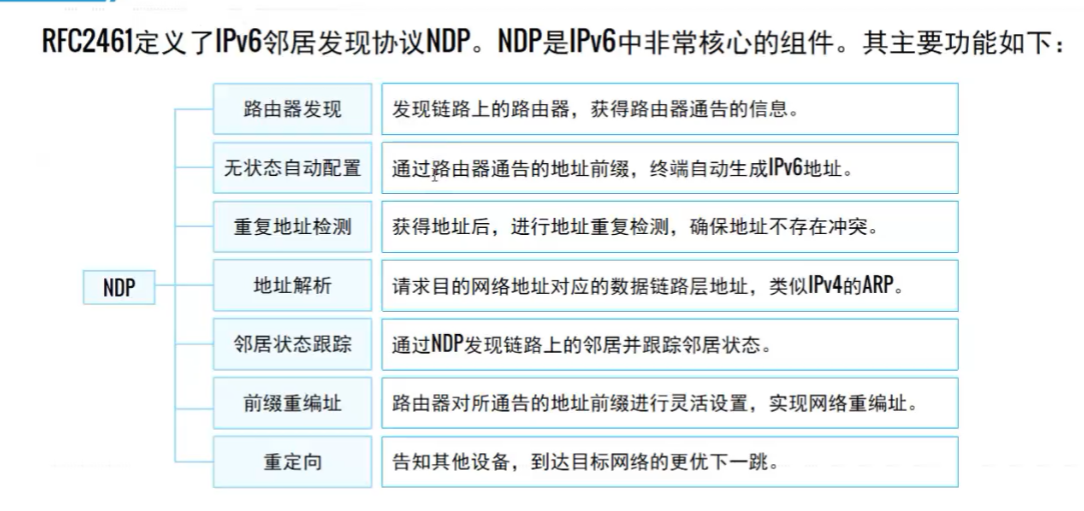 RFC2461定义了IPv6邻居发现协议NDP。NDP是IPv6中非常核心的组件。其主要功能如下：
NDP
路由器发现
发现链路上的路由器，获得路由器通告的信息。
无状态自动配置
通过路由器通告的地址前缀，终端自动生成IPv6地址。
重复地址检测
获得地址后，进行地址重复检测，确保地址不存在冲突。
地址解析
请求目的网络地址对应的数据链路层地址，类似IPv4的ARP。
邻居状态跟踪
通过NDP发现链路上的邻居并跟踪邻居状态。
前缀重编址
路由器对所通告的地址前缀进行灵活设置，实现网络重编址。
重定向
告知其他设备，到达目标网络的更优下一跳。